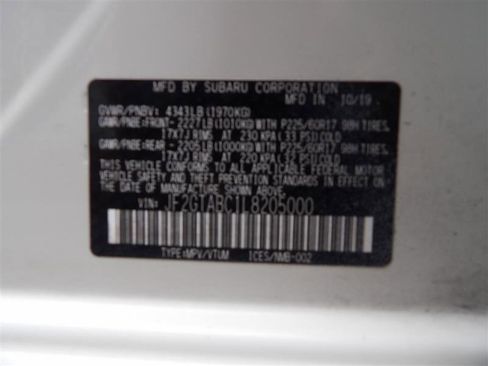 MFD BY SUBARU CORPORATION
MFD IN 10/19
GVWR/PNBV: 4343LB(1970KG)
GAWR/PNBE:FRONT-2227LB(1010KG)WITH P225/60R17 98H TIRES,
17X7J RIMS AT 230 KPA(33 PSI)COLD
GAWR/PNBE:REAR-2205LB(1000KG)WITH P225/60R17 98H TIRES,
17X7J RIMS AT 220 KPA(32 PSI)COLD
THIS VEHICLE CONFORMS TO ALL APPLICABLE
FEDERAL MOTOR VEHICLE SAFETY STANDARDS
IN EFFECT ON THE DATE OF MANUFACTURE
SHOWN ABOVE.
VIN: JF2GTABC1L8205000
TYPE:MPV/VTUM ICES/NMB-002